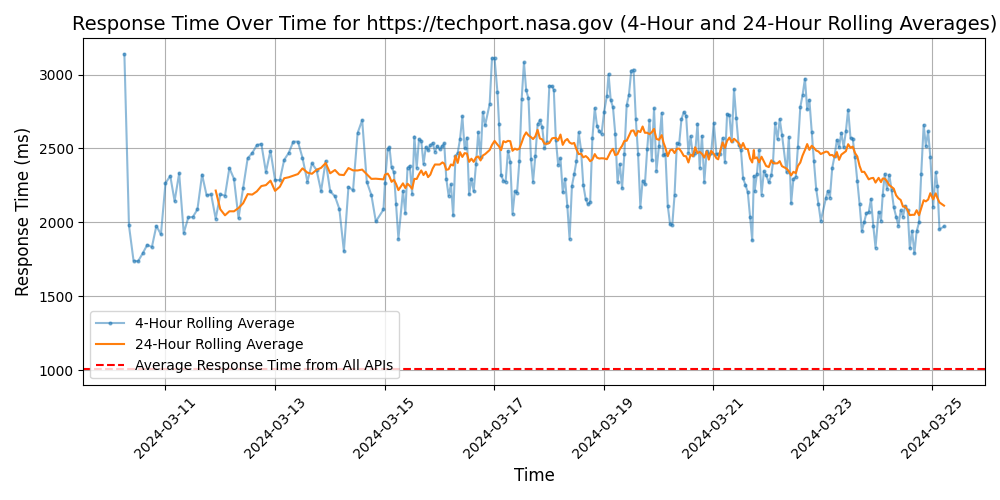 Response Time Over Time for https://techport.nasa.gov (4-Hour and 24-Hour Rolling Averages)
Response Time (ms)
3000
2500
2000
1500
1000
4-Hour Rolling Average
24-Hour Rolling Average
Average Response Time from All APIs
2024-03-11
2024-03-13
2024-03-15
2024-03-17
2024-03-19
2024-03-21
2024-03-23
2024-03-25
Time